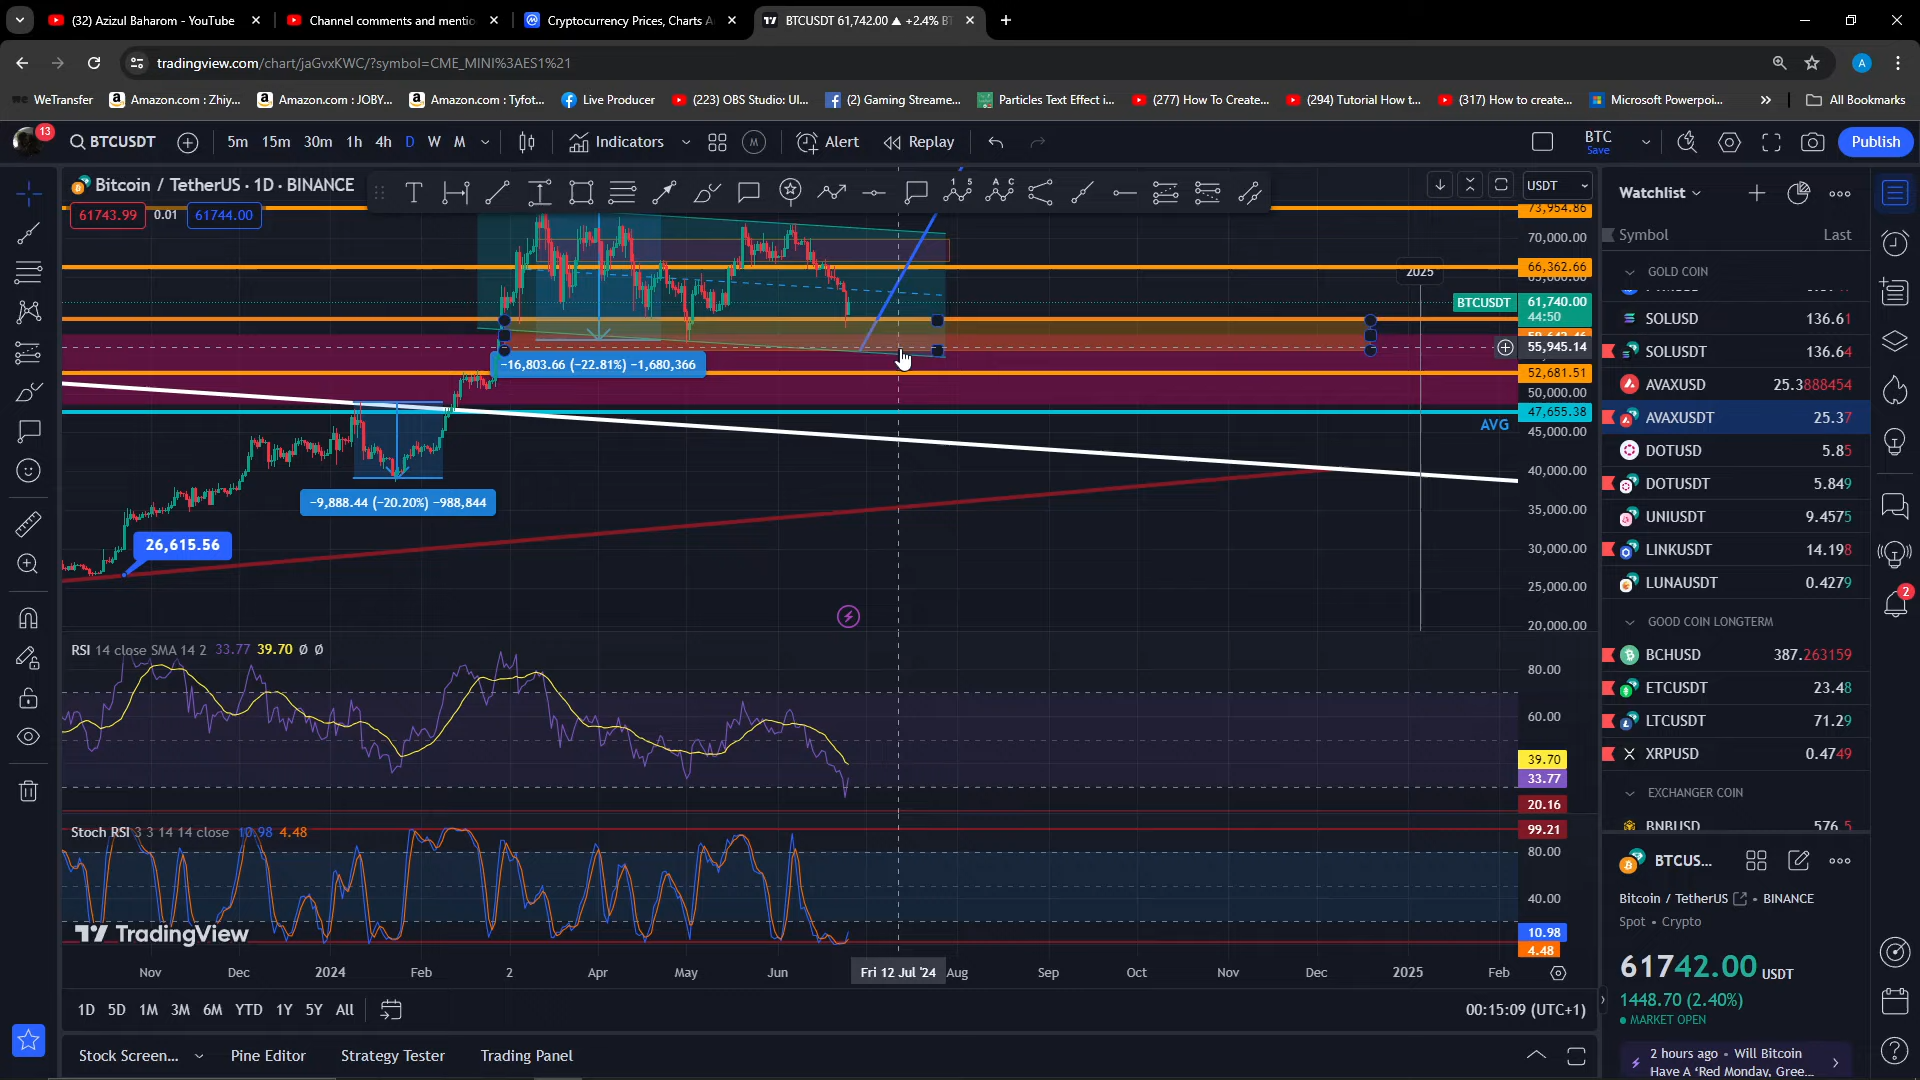 (32) Azizul Baharom - YouTube
Channel comments and mentio
Cryptocurrency Prices, Charts A
BTCUSDT 61,742.00 ▲ +2.4% BT
tradingview.com/chart/jaGvxKWC/?symbol=CME_MINI%3AES1%21
A
WeTransfer
Amazon.com : Zhiy...
Amazon.com : JOBY...
Amazon.com : Tyfot...
Live Producer
(223) OBS Studio: Ul...
(2) Gaming Streame...
Particles Text Effect i...
(277) How To Create...
(294) Tutorial How t...
(317) How to create...
Microsoft Powerpoi...
All Bookmarks
13
BTCUSDT
5m 15m 30m 1h 4h D W M
Indicators
M
Alert
Replay
BTC
Save
Publish
Bitcoin / TetherUS · 1D · BINANCE
61743.99 0.01 61744.00
USDT
73,954.86
70,000.00
66,362.66
2025
BTCUSDT 61,740.00
44:50
55,945.14
52,681.51
50,000.00
47,655.38
AVG
45,000.00
40,000.00
35,000.00
30,000.00
25,000.00
20,000.00
−16,803.66 (−22.81%) −1,680,366
−9,888.44 (−20.20%) −988,844
26,615.56
RSI 14 close SMA 14 2 33.77 39.70 Ø Ø
80.00
60.00
39.70
33.77
20.16
Stoch RSI 3 3 14 14 close 10.98 4.48
99.21
80.00
40.00
10.98
4.48
TradingView
Nov Dec 2024 Feb 2 Apr May Jun Fri 12 Jul '24 Aug Sep Oct Nov Dec 2025 Feb
1D 5D 1M 3M 6M YTD 1Y 5Y All
00:15:09 (UTC+1)
Stock Screen... Pine Editor Strategy Tester Trading Panel
Watchlist
Symbol Last
GOLD COIN
SOLUSD 136.61
SOLUSDT 136.64
AVAXUSD 25.3888454
AVAXUSDT 25.37
DOTUSD 5.85
DOTUSDT 5.849
UNIUSDT 9.4575
LINKUSDT 14.198
LUNAUSDT 0.4279
GOOD COIN LONGTERM
BCHUSD 387.263159
ETCUSDT 23.48
LTCUSDT 71.29
XRPUSD 0.4749
EXCHANGER COIN
BNBUSD 576.5
BTCUS...
Bitcoin / TetherUS • BINANCE
Spot • Crypto
61742.00 USDT
1448.70 (2.40%)
MARKET OPEN
2 hours ago • Will Bitcoin
Have A 'Red Monday, Gree...
2